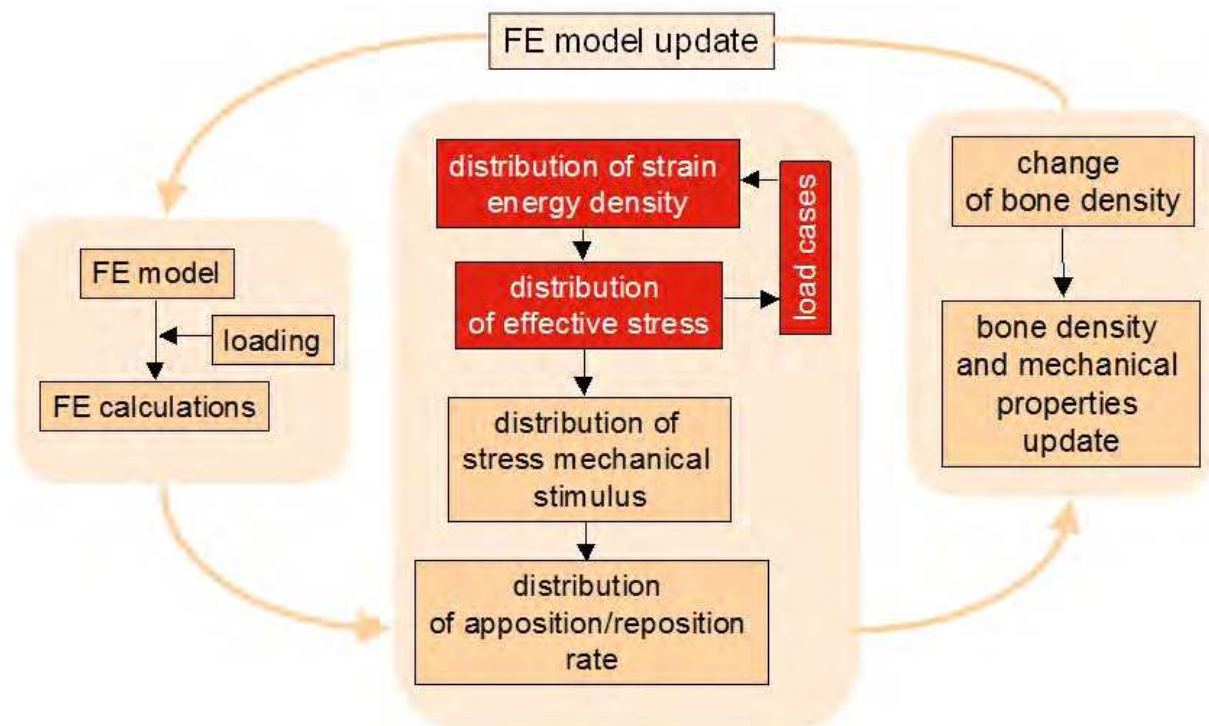 FE model update
FE model
loading
FE calculations
distribution of strain
energy density
load cases
distribution
of effective stress
distribution of
stress mechanical
stimulus
distribution
of apposition/reposition
rate
change
of bone density
bone density
and mechanical
properties
update